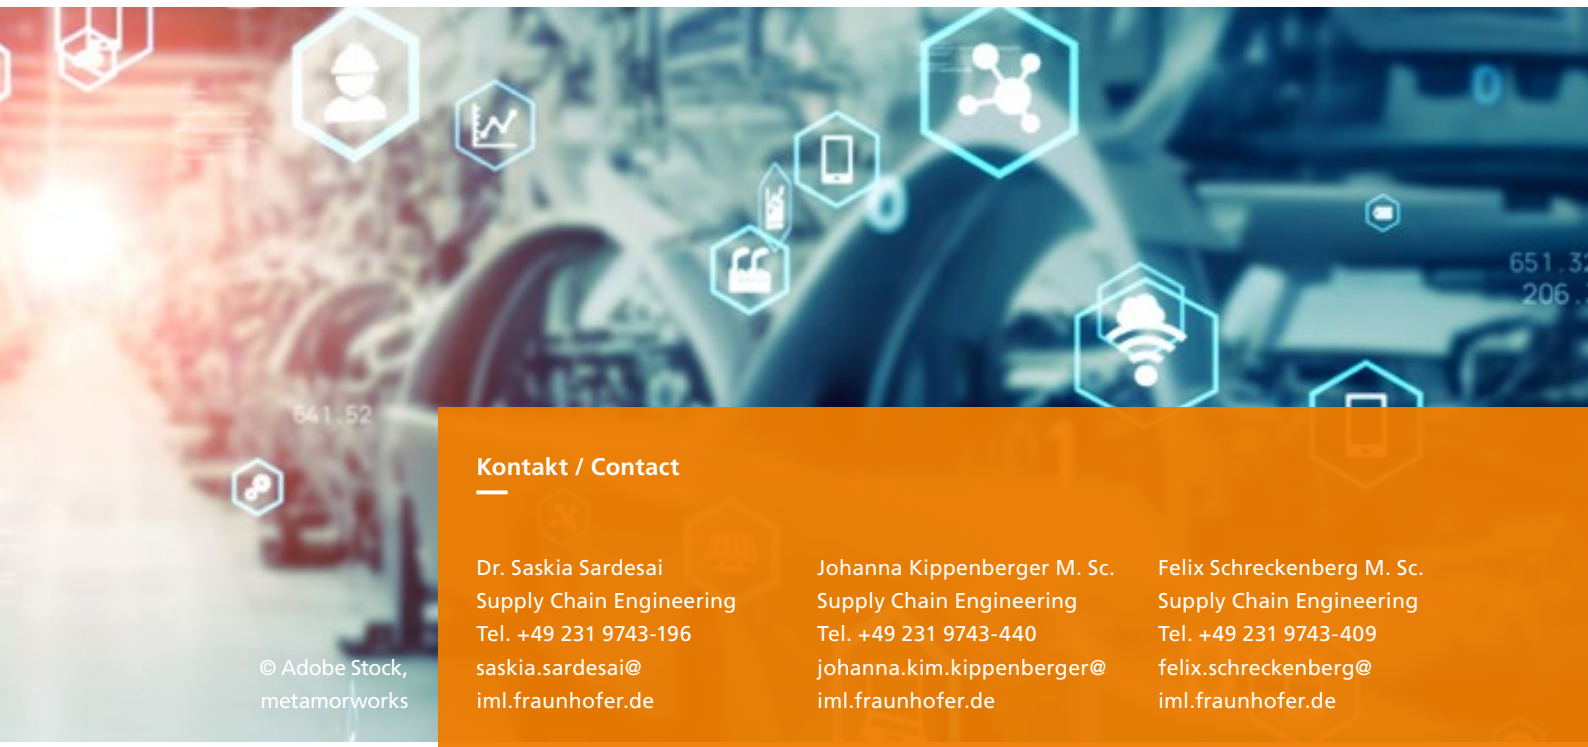 651.32
206.
641.52
Kontakt / Contact
Dr. Saskia Sardesai
Supply Chain Engineering
Tel. +49 231 9743-196
saskia.sardesai@
iml.fraunhofer.de
Johanna Kippenberger M. Sc.
Supply Chain Engineering
Tel. +49 231 9743-440
johanna.kim.kippenberger@
iml.fraunhofer.de
Felix Schreckenberg M. Sc.
Supply Chain Engineering
Tel. +49 231 9743-409
felix.schreckenberg@
iml.fraunhofer.de
© Adobe Stock,
metamorworks